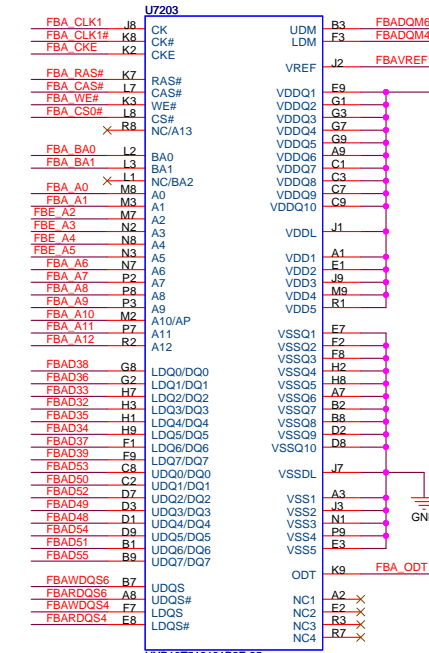 U7203
FBA_CLK1 J8 CK UDM B3 FBADQM6
FBA_CLK1# K8 CK# LDM F3 FBADQM4
FBA_CKE K2 CKE
VREF J2 FBAVREF
FBA_RAS# K7 RAS#
FBA_CAS# L7 CAS# VDDQ1 E9
FBA_WE# K3 WE# VDDQ2 G1
FBA_CS0# L8 CS# VDDQ3 G3
R8 NC/A13 VDDQ4 G7
VDDQ5 G9
FBA_BA0 L2 BA0 VDDQ6 A9
FBA_BA1 L3 BA1 VDDQ7 C1
L1 NC/BA2 VDDQ8 C3
FBA_A0 M8 A0 VDDQ9 C7
FBA_A1 M3 A1 VDDQ10 C9
FBE_A2 M7 A2
FBE_A3 N2 A3 VDDL J1
FBE_A4 N8 A4
FBE_A5 N3 A5 VDD1 A1
FBA_A6 N7 A6 VDD2 E1
FBA_A7 P2 A7 VDD3 J9
FBA_A8 P8 A8 VDD4 M9
FBA_A9 P3 A9 VDD5 R1
FBA_A10 M2 A10/AP
FBA_A11 P7 A11 VSSQ1 E7
FBA_A12 R2 A12 VSSQ2 F2
VSSQ3 F8
FBAD38 G8 LDQ0/DQ0 VSSQ4 H2
FBAD36 G2 LDQ1/DQ1 VSSQ5 H8
FBAD33 H7 LDQ2/DQ2 VSSQ6 A7
FBAD32 H3 LDQ3/DQ3 VSSQ7 B2
FBAD35 H1 LDQ4/DQ4 VSSQ8 B8
FBAD34 H9 LDQ5/DQ5 VSSQ9 D2
FBAD37 F1 LDQ6/DQ6 VSSQ10 D8
FBAD39 F9 LDQ7/DQ7
FBAD53 C8 UDQ0/DQ0 VSSDL J7
FBAD50 C2 UDQ1/DQ1
FBAD52 D7 UDQ2/DQ2 VSS1 A3
FBAD49 D3 UDQ3/DQ3 VSS2 J3
FBAD48 D1 UDQ4/DQ4 VSS3 N1
FBAD54 D9 UDQ5/DQ5 VSS4 P9
FBAD51 B1 UDQ6/DQ6 VSS5 E3
FBAD55 B9 UDQ7/DQ7
GN
ODT K9 FBA_ODT
FBAWDQS6 B7 UDQS
FBARDQS6 A8 UDQS# NC1 A2
FBAWDQS4 F7 LDQS NC2 E2
FBARDQS4 E8 LDQS# NC3 R3
NC4 R7